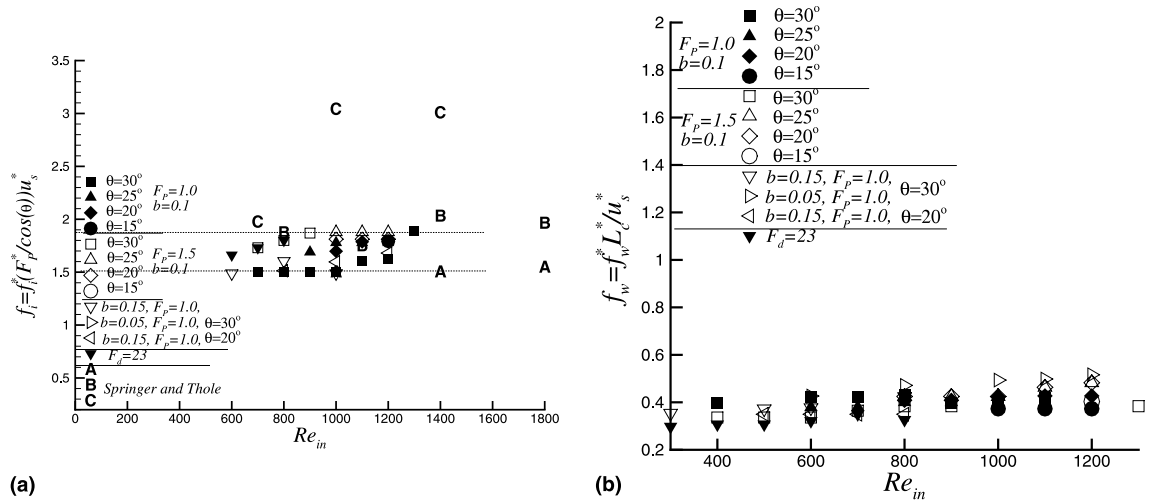 3.5
3
2.5
2
1.5
1
0.5
0
200
400
600
800
1000
1200
1400
1600
1800
Re_in
f_i=f_i^*(F_P^*/cos(θ))u_s^*
θ=30°
θ=25°
θ=20°
θ=15°
F_P=1.0
b=0.1
θ=30°
θ=25°
θ=20°
θ=15°
F_P=1.5
b=0.1
b=0.15, F_P=1.0,
b=0.05, F_P=1.0, θ=30°
b=0.15, F_P=1.0, θ=20°
F_d=23
A
B Springer and Thole
C
C
C
C
B
B
B
B
A
A
(a)
2
1.8
1.6
1.4
1.2
1
0.8
0.6
0.4
0.2
400
600
800
1000
1200
Re_in
f_w=f_w^*L_c^*/u_s^*
θ=30°
θ=25°
θ=20°
θ=15°
F_P=1.0
b=0.1
θ=30°
θ=25°
θ=20°
θ=15°
F_P=1.5
b=0.1
b=0.15, F_P=1.0,
b=0.05, F_P=1.0, θ=30°
b=0.15, F_P=1.0, θ=20°
F_d=23
(b)